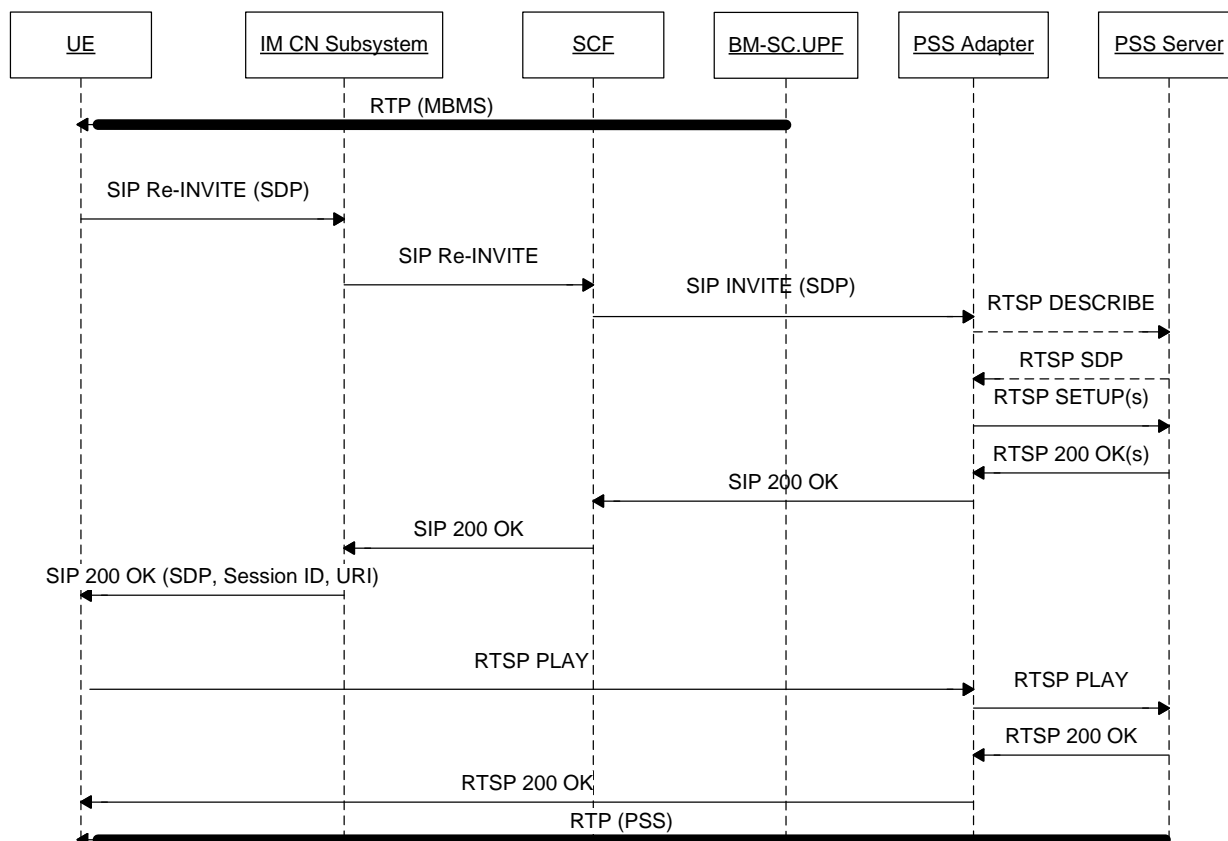 UE
IM CN Subsystem
SCF
BM-SC.UPF
PSS Adapter
PSS Server
RTP (MBMS)
SIP Re-INVITE (SDP)
SIP Re-INVITE
SIP INVITE (SDP)
RTSP DESCRIBE
RTSP SDP
RTSP SETUP(s)
RTSP 200 OK(s)
SIP 200 OK
SIP 200 OK
SIP 200 OK (SDP, Session ID, URI)
RTSP PLAY
RTSP PLAY
RTSP 200 OK
RTSP 200 OK
RTP (PSS)